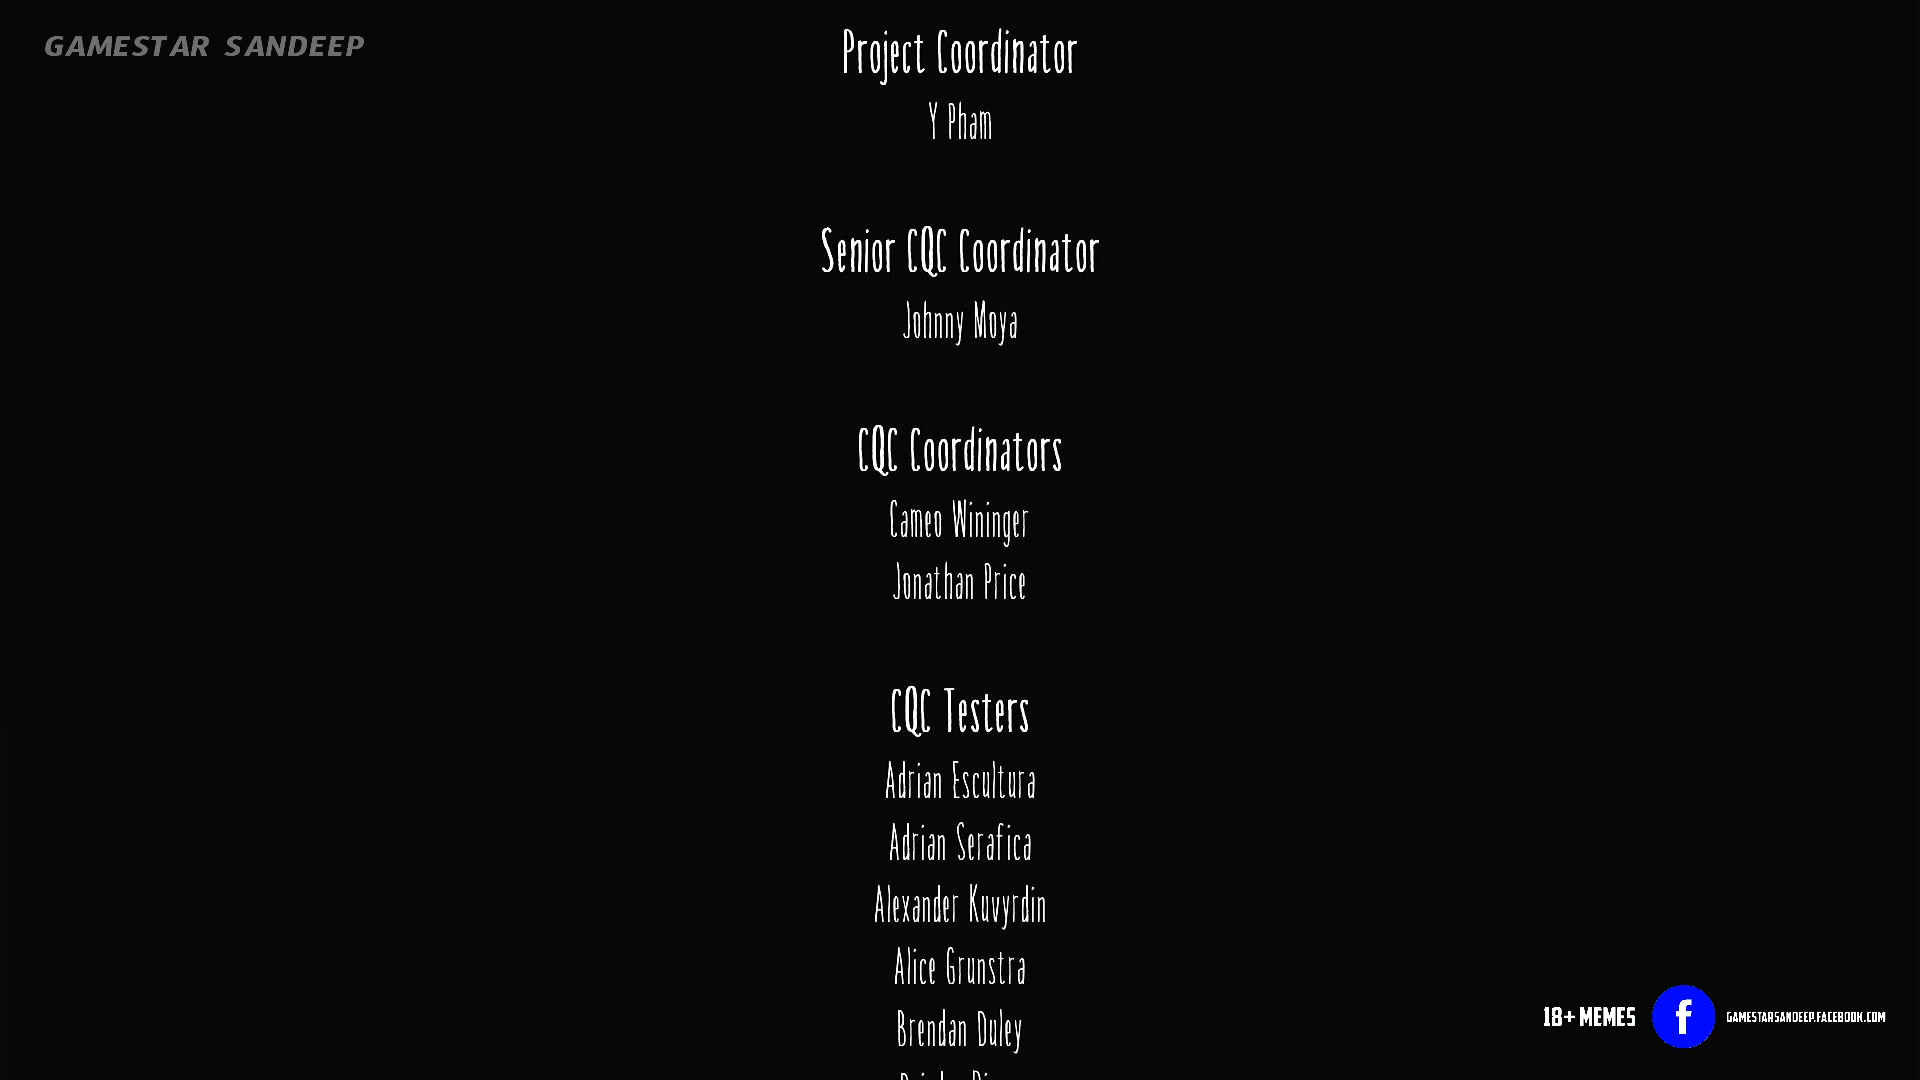 GAMESTAR SANDEEP
Project Coordinator
Y Pham
Senior CQC Coordinator
Johnny Moya
CQC Coordinators
Cameo Wininger
Jonathan Price
CQC Testers
Adrian Escultura
Adrian Serafica
Alexander Kuvyrdin
Alice Grunstra
Brendan Duley
18+ MEMES
GAMESTARSANDEEP.FACEBOOK.COM